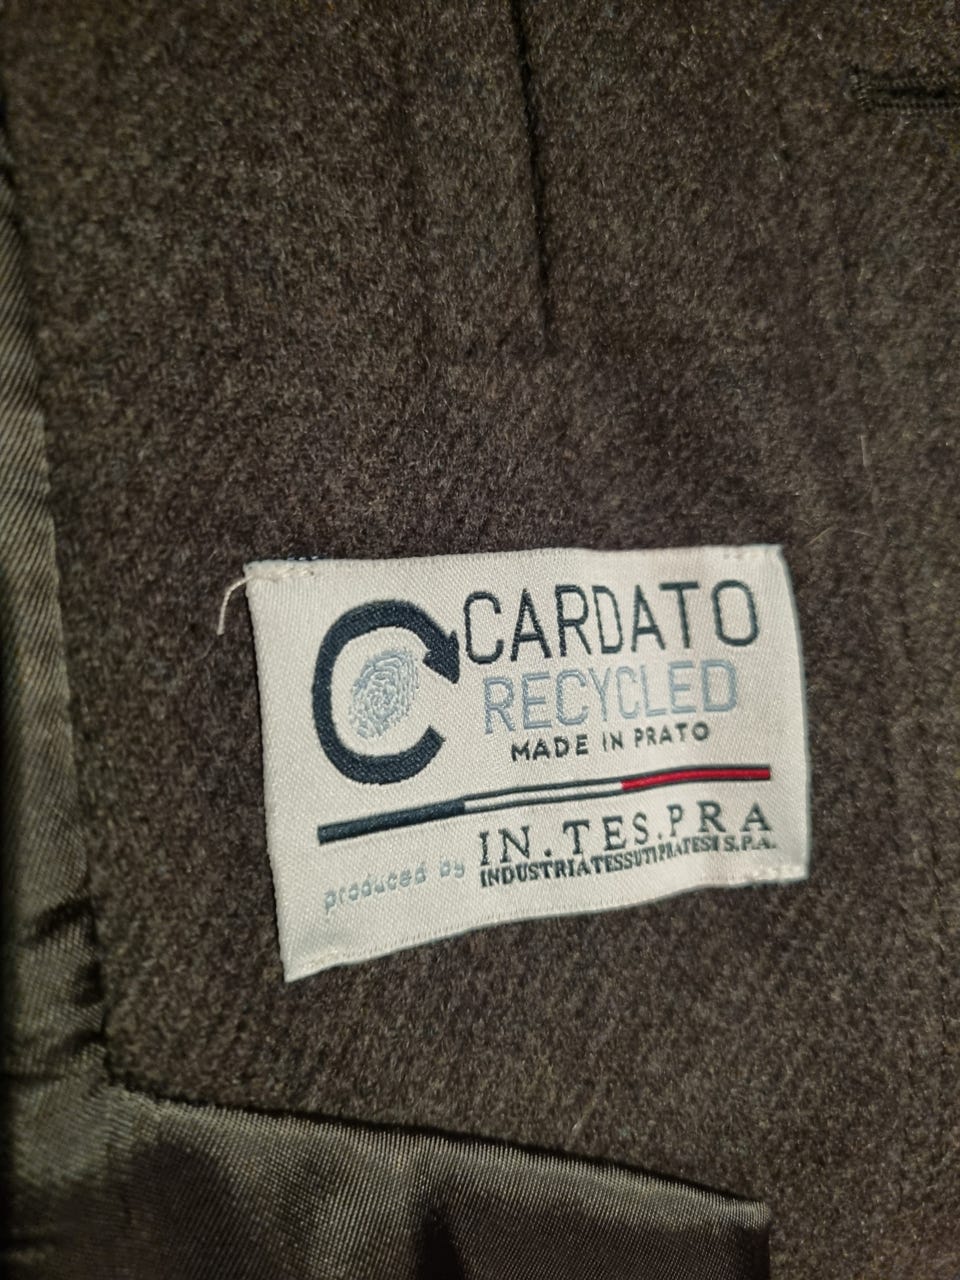 CARDATO
RECYCLED
MADE IN PRATO
produced by IN.TES.PRA
INDUSTRIATESSUTIPRATESI S.P.A.